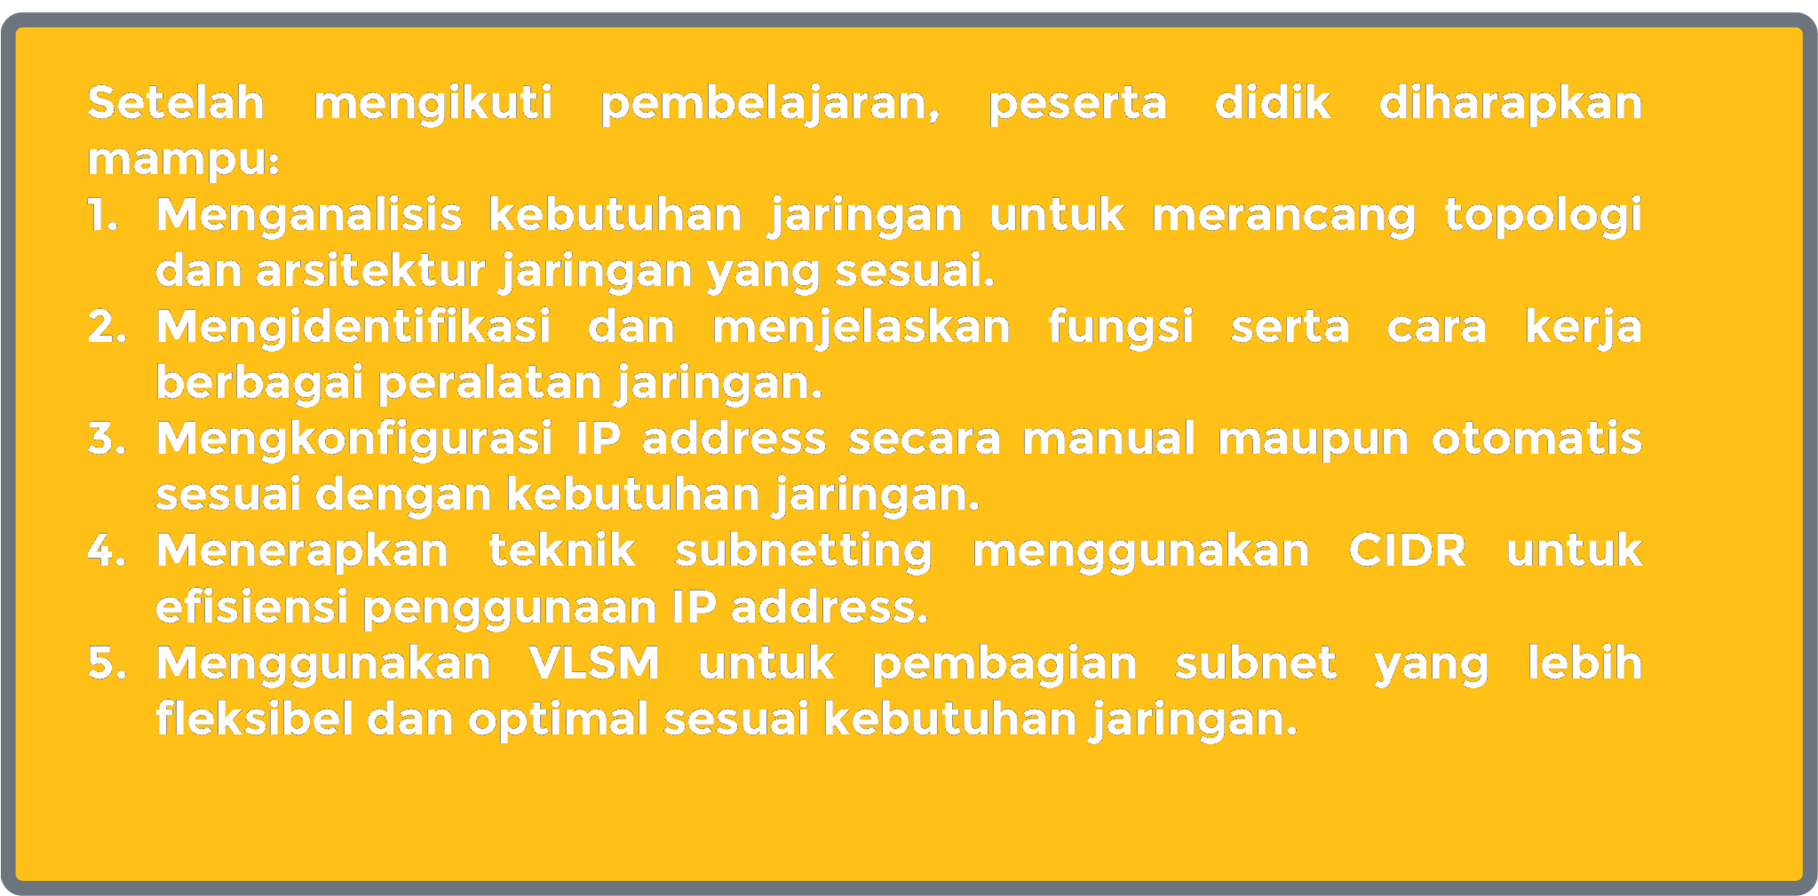 Setelah mengikuti pembelajaran, peserta didik diharapkan
mampu:
1. Menganalisis kebutuhan jaringan untuk merancang topologi
dan arsitektur jaringan yang sesuai.
2. Mengidentifikasi dan menjelaskan fungsi serta cara kerja
berbagai peralatan jaringan.
3. Mengkonfigurasi IP address secara manual maupun otomatis
sesuai dengan kebutuhan jaringan.
4. Menerapkan teknik subnetting menggunakan CIDR untuk
efisiensi penggunaan IP address.
5. Menggunakan VLSM untuk pembagian subnet yang lebih
fleksibel dan optimal sesuai kebutuhan jaringan.